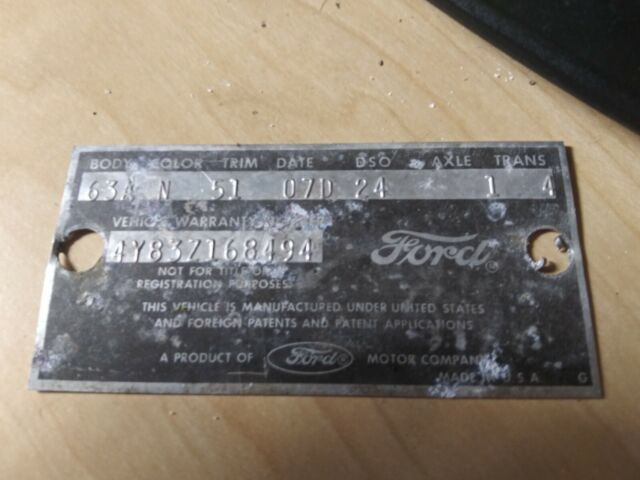 BODY COLOR TRIM DATE DSO AXLE TRANS
63A N 51 07D 24 1 4
VEHICLE WARRANTY NUMBER
4Y83Z168494
Ford
NOT FOR TITLE OR
REGISTRATION PURPOSES
THIS VEHICLE IS MANUFACTURED UNDER UNITED STATES
AND FOREIGN PATENTS AND PATENT APPLICATIONS
A PRODUCT OF Ford MOTOR COMPANY
MADE IN U.S.A. G